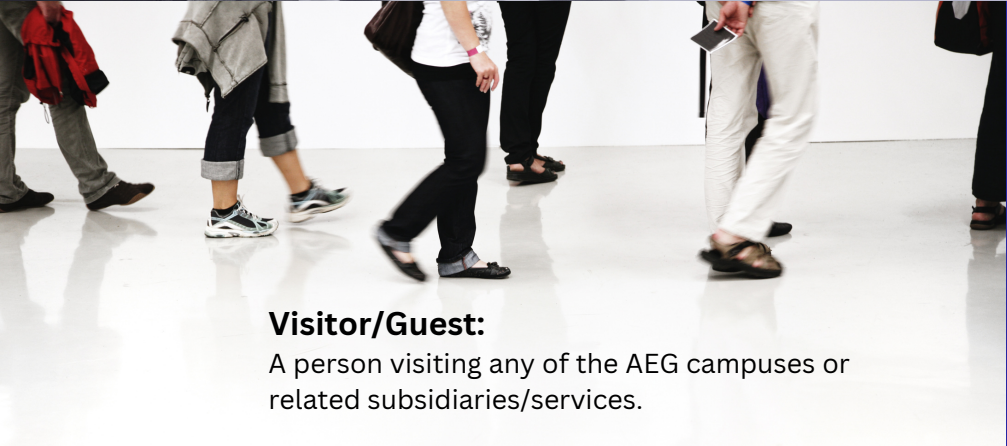 Visitor/Guest:
A person visiting any of the AEG campuses or
related subsidiaries/services.